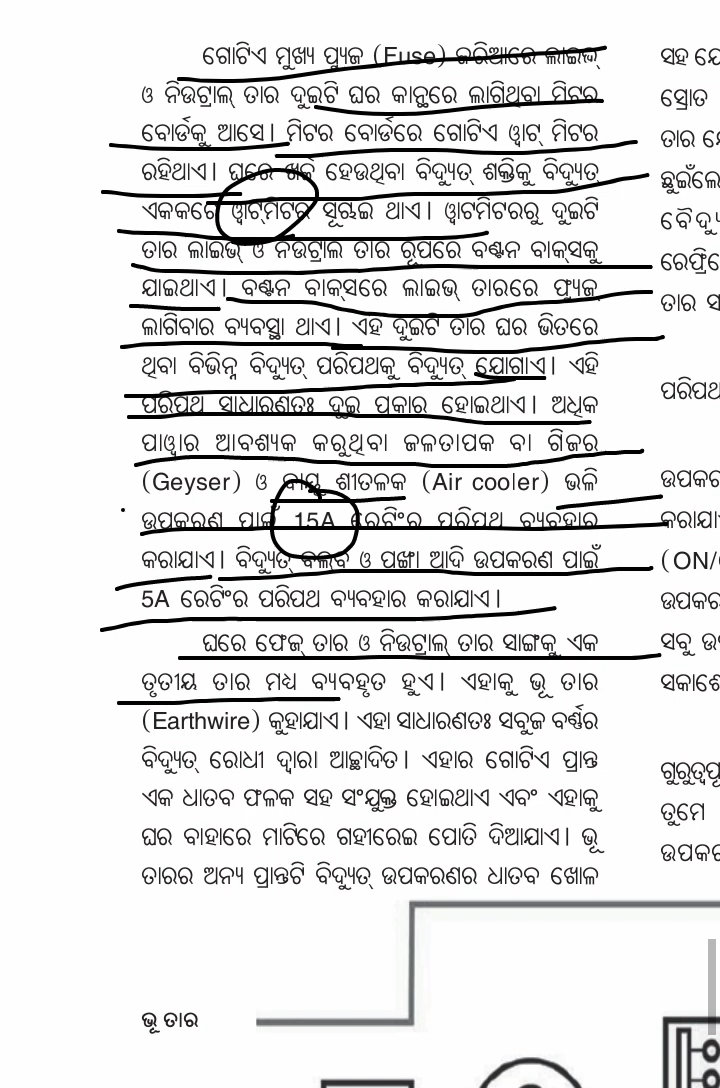 ଗୋଟିଏ ମୁଖ୍ୟ ଫ୍ୟୁଜ (Fuse) ଜରିଆରେ ଲାଇଭ୍
ଓ ନିଉଟ୍ରାଲ୍ ତାର ଦୁଇଟି ଘର କାନ୍ଥରେ ଲାଗିଥିବା ମିଟର
ବୋର୍ଡକୁ ଆସେ। ମିଟର ବୋର୍ଡରେ ଗୋଟିଏ ୱାଟ୍ ମିଟର
ରହିଥାଏ। ଘରେ ଖର୍ଚ୍ଚ ହେଉଥିବା ବିଦ୍ୟୁତ୍ ଶକ୍ତିକୁ ବିଦ୍ୟୁତ୍
ଏକକରେ ୱାଟ୍‌ମିଟର ସୂଚାଇ ଥାଏ। ୱାଟମିଟରରୁ ଦୁଇଟି
ତାର ଲାଇଭ୍ ଓ ନିଉଟ୍ରାଲ ତାର ରୂପରେ ବଣ୍ଟନ ବାକ୍ସକୁ
ଯାଇଥାଏ। ବଣ୍ଟନ ବାକ୍ସରେ ଲାଇଭ୍ ତାରରେ ଫ୍ୟୁଜ୍
ଲାଗିବାର ବ୍ୟବସ୍ଥା ଥାଏ। ଏହି ଦୁଇଟି ତାର ଘର ଭିତରେ
ଥିବା ବିଭିନ୍ନ ବିଦ୍ୟୁତ୍ ପରିପଥକୁ ବିଦ୍ୟୁତ୍ ଯୋଗାଏ। ଏହି
ପରିପଥ ସାଧାରଣତଃ ଦୁଇ ପ୍ରକାର ହୋଇଥାଏ। ଅଧିକ
ପାୱାର ଆବଶ୍ୟକ କରୁଥିବା ଜଳତାପକ ବା ଗିଜର
(Geyser) ଓ ବାୟୁ ଶୀତଳକ (Air cooler) ଭଳି
ଉପକରଣ ପାଇଁ 15A ରେଟିଂର ପରିପଥ ବ୍ୟବହାର
କରାଯାଏ। ବିଦ୍ୟୁତ୍ ବଲବ ଓ ପଙ୍ଖା ଆଦି ଉପକରଣ ପାଇଁ
5A ରେଟିଂର ପରିପଥ ବ୍ୟବହାର କରାଯାଏ।
ଘରେ ଫେଜ୍ ତାର ଓ ନିଉଟ୍ରାଲ୍ ତାର ସାଙ୍ଗକୁ ଏକ
ତୃତୀୟ ତାର ମଧ୍ୟ ବ୍ୟବହୃତ ହୁଏ। ଏହାକୁ ଭୂ ତାର
(Earthwire) କୁହାଯାଏ। ଏହା ସାଧାରଣତଃ ସବୁଜ ବର୍ଣ୍ଣର
ବିଦ୍ୟୁତ୍ ରୋଧୀ ଦ୍ୱାରା ଆଚ୍ଛାଦିତ। ଏହାର ଗୋଟିଏ ପ୍ରାନ୍ତ
ଏକ ଧାତବ ଫଳକ ସହ ସଂଯୁକ୍ତ ହୋଇଥାଏ ଏବଂ ଏହାକୁ
ଘର ବାହାରେ ମାଟିରେ ଗହୀରେଇ ପୋତି ଦିଆଯାଏ। ଭୂ
ତାରର ଅନ୍ୟ ପ୍ରାନ୍ତଟି ବିଦ୍ୟୁତ୍ ଉପକରଣର ଧାତବ ଖୋଳ
ଭୂ ତାର
ସହ
ସ୍ରୋତ
ତାର
ତାର
ସବୁ
ତୁମେ